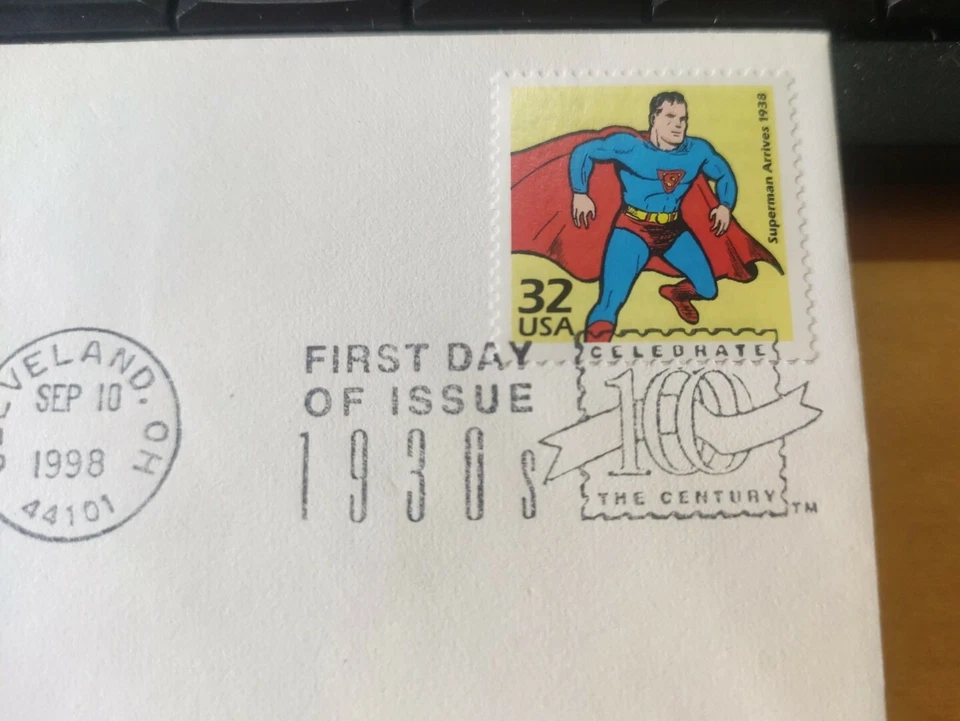 Superman Arrives 1938
32
USA
CLEVELAND, OH
SEP 10
1998
44101
FIRST DAY
OF ISSUE
1930s
CELEBRATE
100
THE CENTURY
TM
S